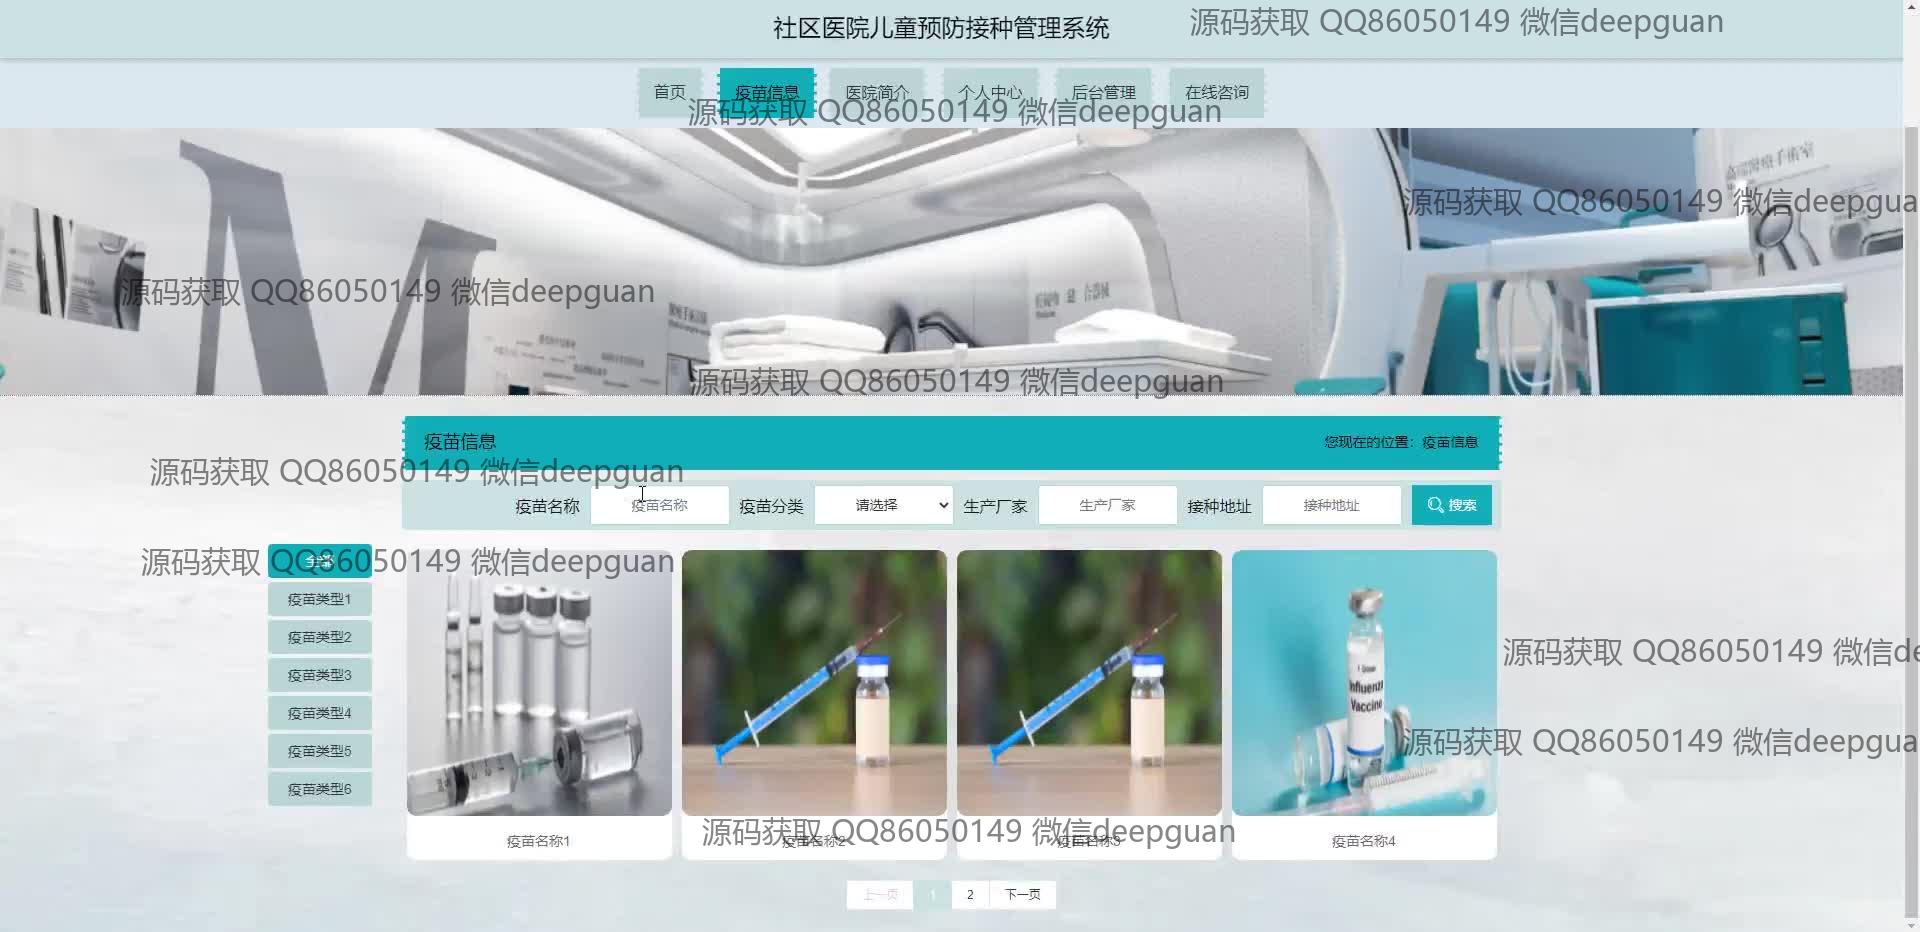 社区医院儿童预防接种管理系统
源码获取 QQ86050149 微信deepguan
首页 疫苗信息 医院简介 个人中心 后台管理 在线咨询
源码获取 QQ86050149 微信deepguan
源码获取 QQ86050149 微信deepgua
源码获取 QQ86050149 微信deepguan
源码获取 QQ86050149 微信deepguan
疫苗信息 您现在的位置：疫苗信息
源码获取 QQ86050149 微信deepguan
疫苗名称 疫苗名称 疫苗分类 请选择 生产厂家 生产厂家 接种地址 接种地址 搜索
源码获取 QQ86050149 微信deepguan
全部
疫苗类型1
疫苗类型2
疫苗类型3
疫苗类型4
疫苗类型5
疫苗类型6
Influenza
Vaccine
源码获取 QQ86050149 微信de
源码获取 QQ86050149 微信deepgua
源码获取 QQ86050149 微信deepguan
疫苗名称1 疫苗名称2 疫苗名称3 疫苗名称4
上一页 1 2 下一页